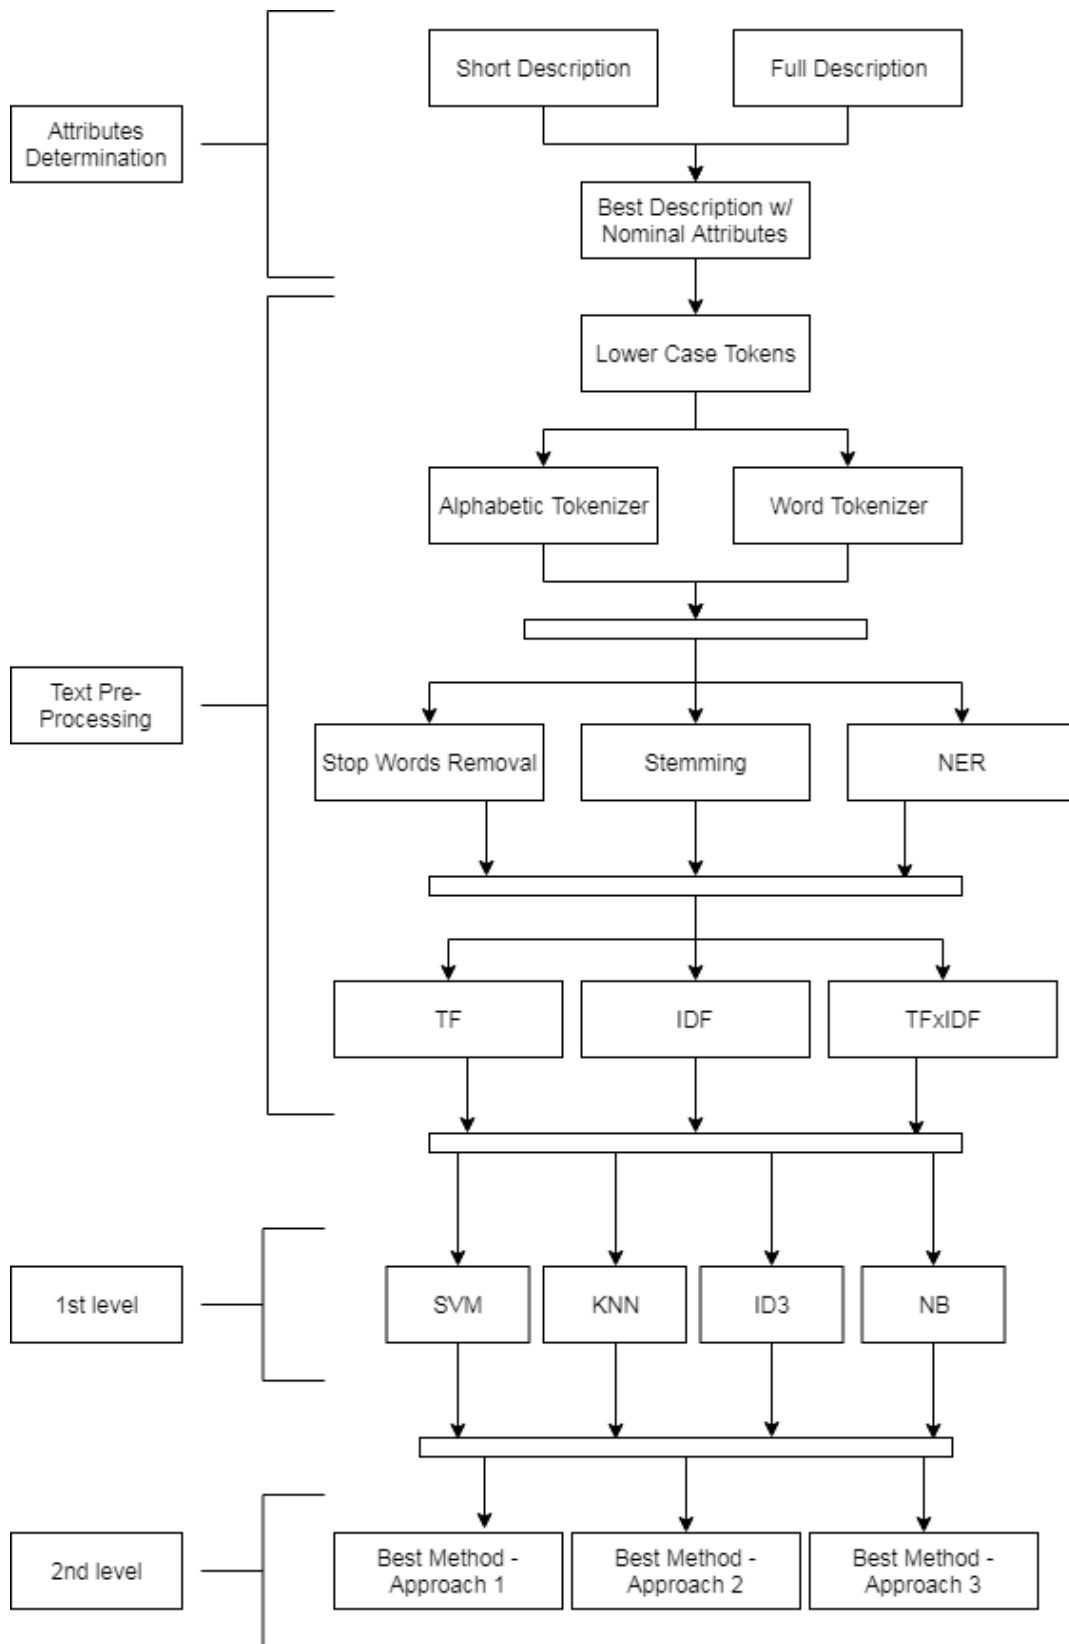 Short Description
Full Description
Attributes
Determination
Best Description w/
Nominal Attributes
Lower Case Tokens
Alphabetic Tokenizer
Word Tokenizer
Text Pre-
Processing
Stop Words Removal
Stemming
NER
TF
IDF
TFxIDF
1st level
SVM
KNN
ID3
NB
2nd level
Best Method -
Approach 1
Best Method -
Approach 2
Best Method -
Approach 3